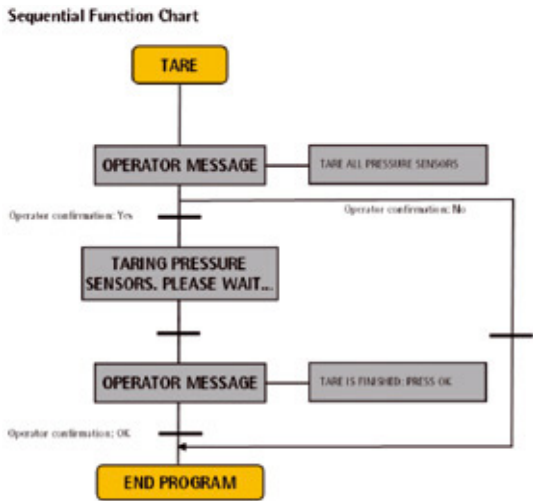 Sequential Function Chart
TARE
OPERATOR MESSAGE
TARE ALL PRESSURE SENSORS
Operator confirmation: Yes
Operator confirmation: No
TARING PRESSURE
SENSORS. PLEASE WAIT...
OPERATOR MESSAGE
TARE IS FINISHED: PRESS OK
Operator confirmation: OK
END PROGRAM